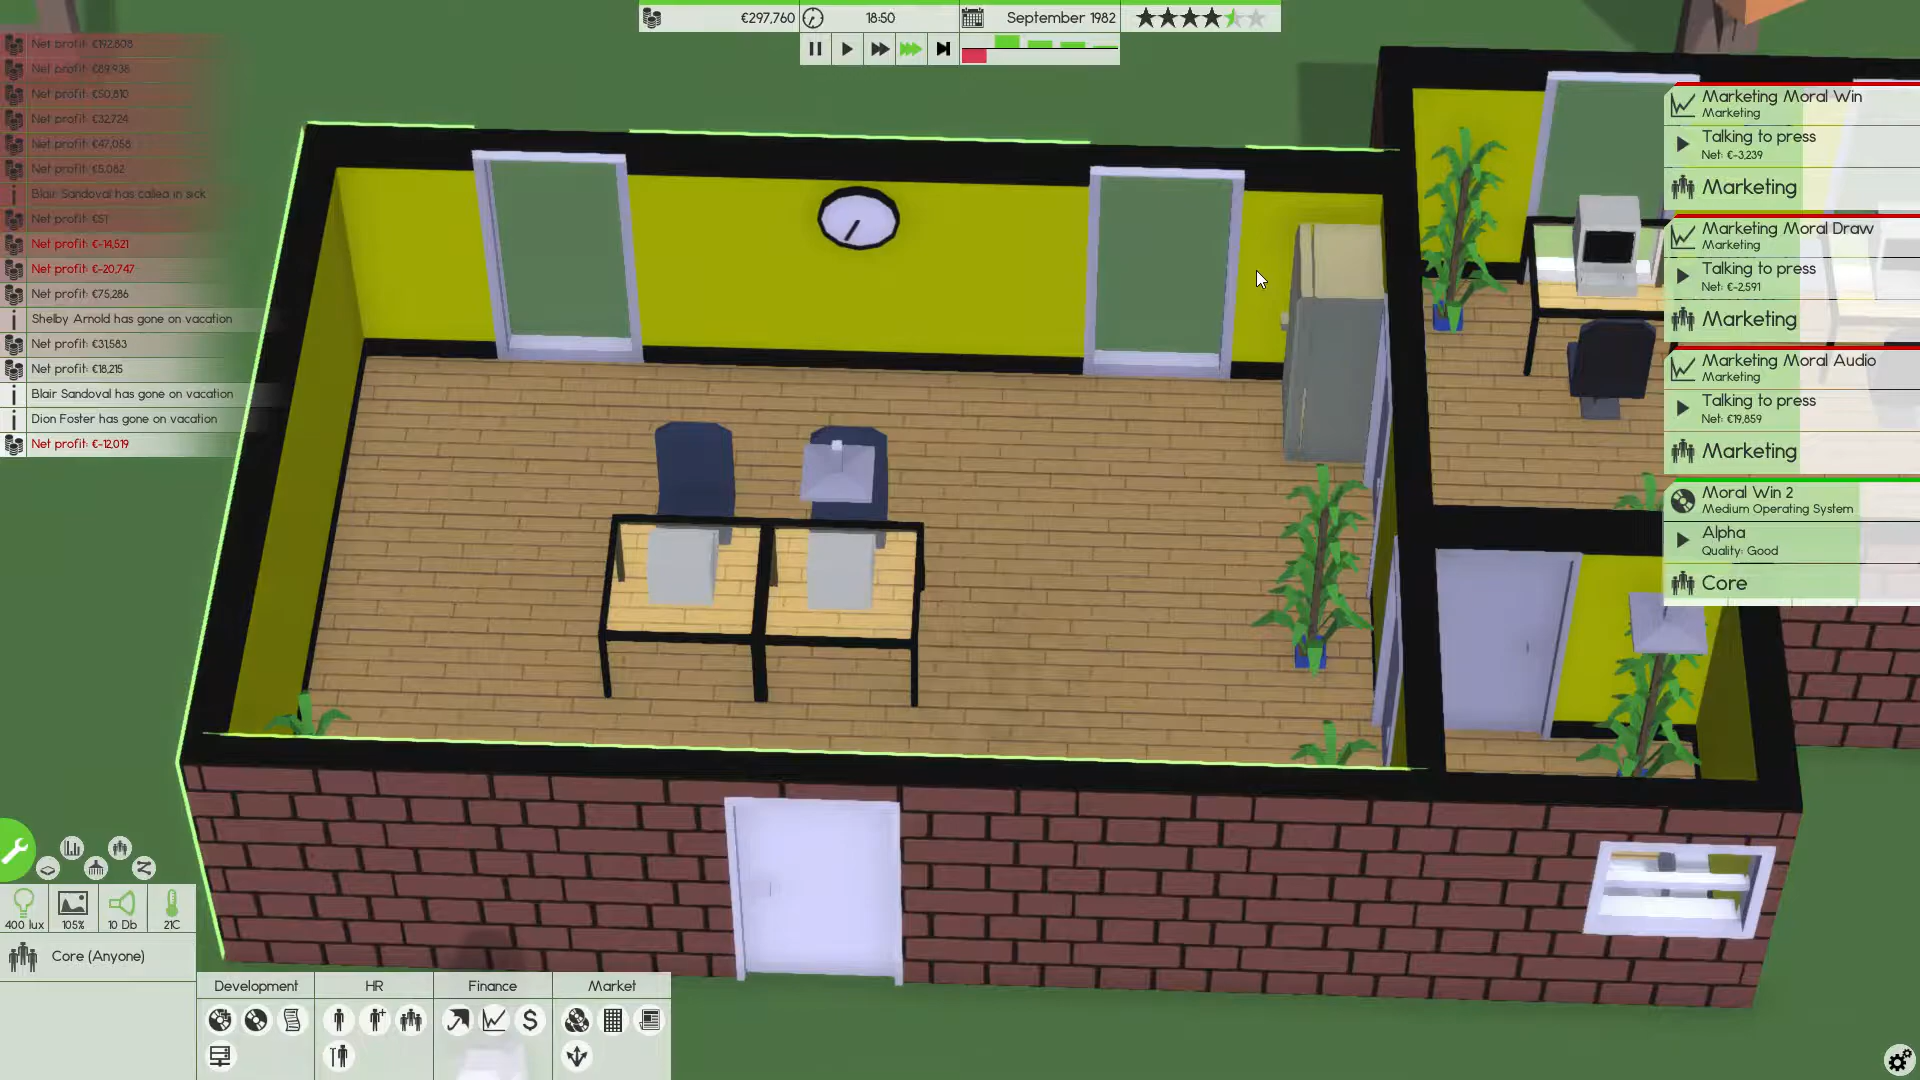 €297,760
18:50
September 1982
Net profit: €192,808
Net profit: €89,938
Net profit: €50,810
Net profit: €32,724
Net profit: €47,058
Net profit: €5,082
Blair Sandoval has called in sick
Net profit: €51
Net profit: €-14,521
Net profit: €-20,747
Net profit: €75,286
Shelby Arnold has gone on vacation
Net profit: €31,583
Net profit: €18,215
Blair Sandoval has gone on vacation
Dion Foster has gone on vacation
Net profit: €-12,019
Marketing Moral Win
Marketing
Talking to press
Net: €-3,239
Marketing
Marketing Moral Draw
Marketing
Talking to press
Net: €-2,591
Marketing
Marketing Moral Audio
Marketing
Talking to press
Net: €19,859
Marketing
Moral Win 2
Medium Operating System
Alpha
Quality: Good
Core
400 lux
105%
10 Db
21C
Core (Anyone)
Development
HR
Finance
Market